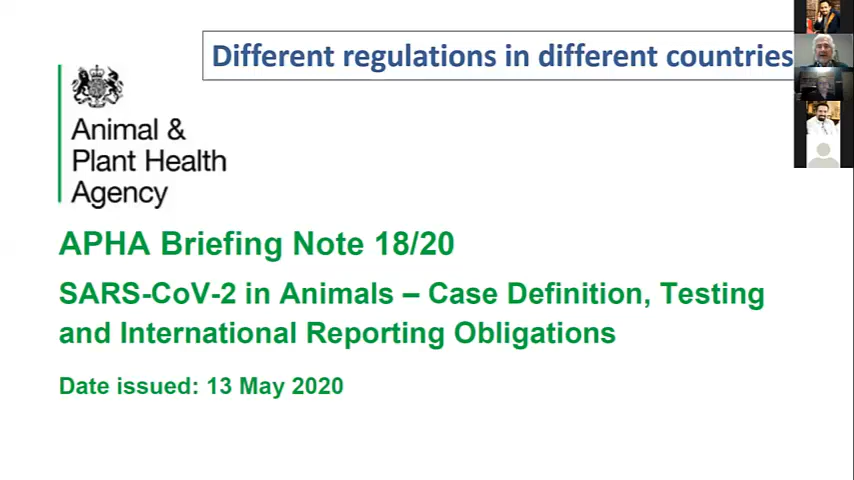 Different regulations in different countries
Animal &
Plant Health
Agency
APHA Briefing Note 18/20
SARS-CoV-2 in Animals – Case Definition, Testing
and International Reporting Obligations
Date issued: 13 May 2020